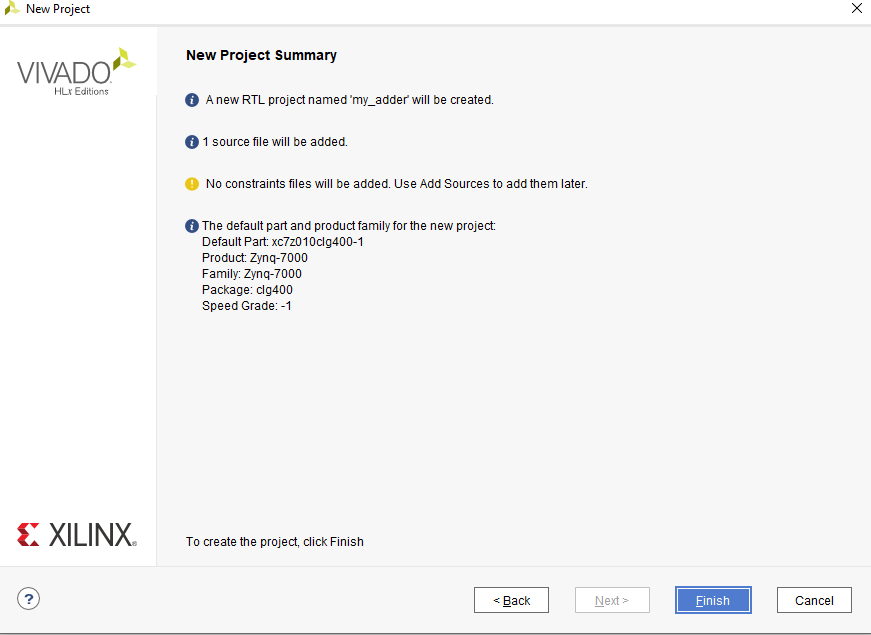 New Project
VIVADO
HLx Editions
New Project Summary
A new RTL project named 'my_adder' will be created.
1 source file will be added.
No constraints files will be added. Use Add Sources to add them later.
The default part and product family for the new project:
Default Part: xc7z010clg400-1
Product: Zynq-7000
Family: Zynq-7000
Package: clg400
Speed Grade: -1
XILINX
To create the project, click Finish
?
< Back
Next >
Finish
Cancel